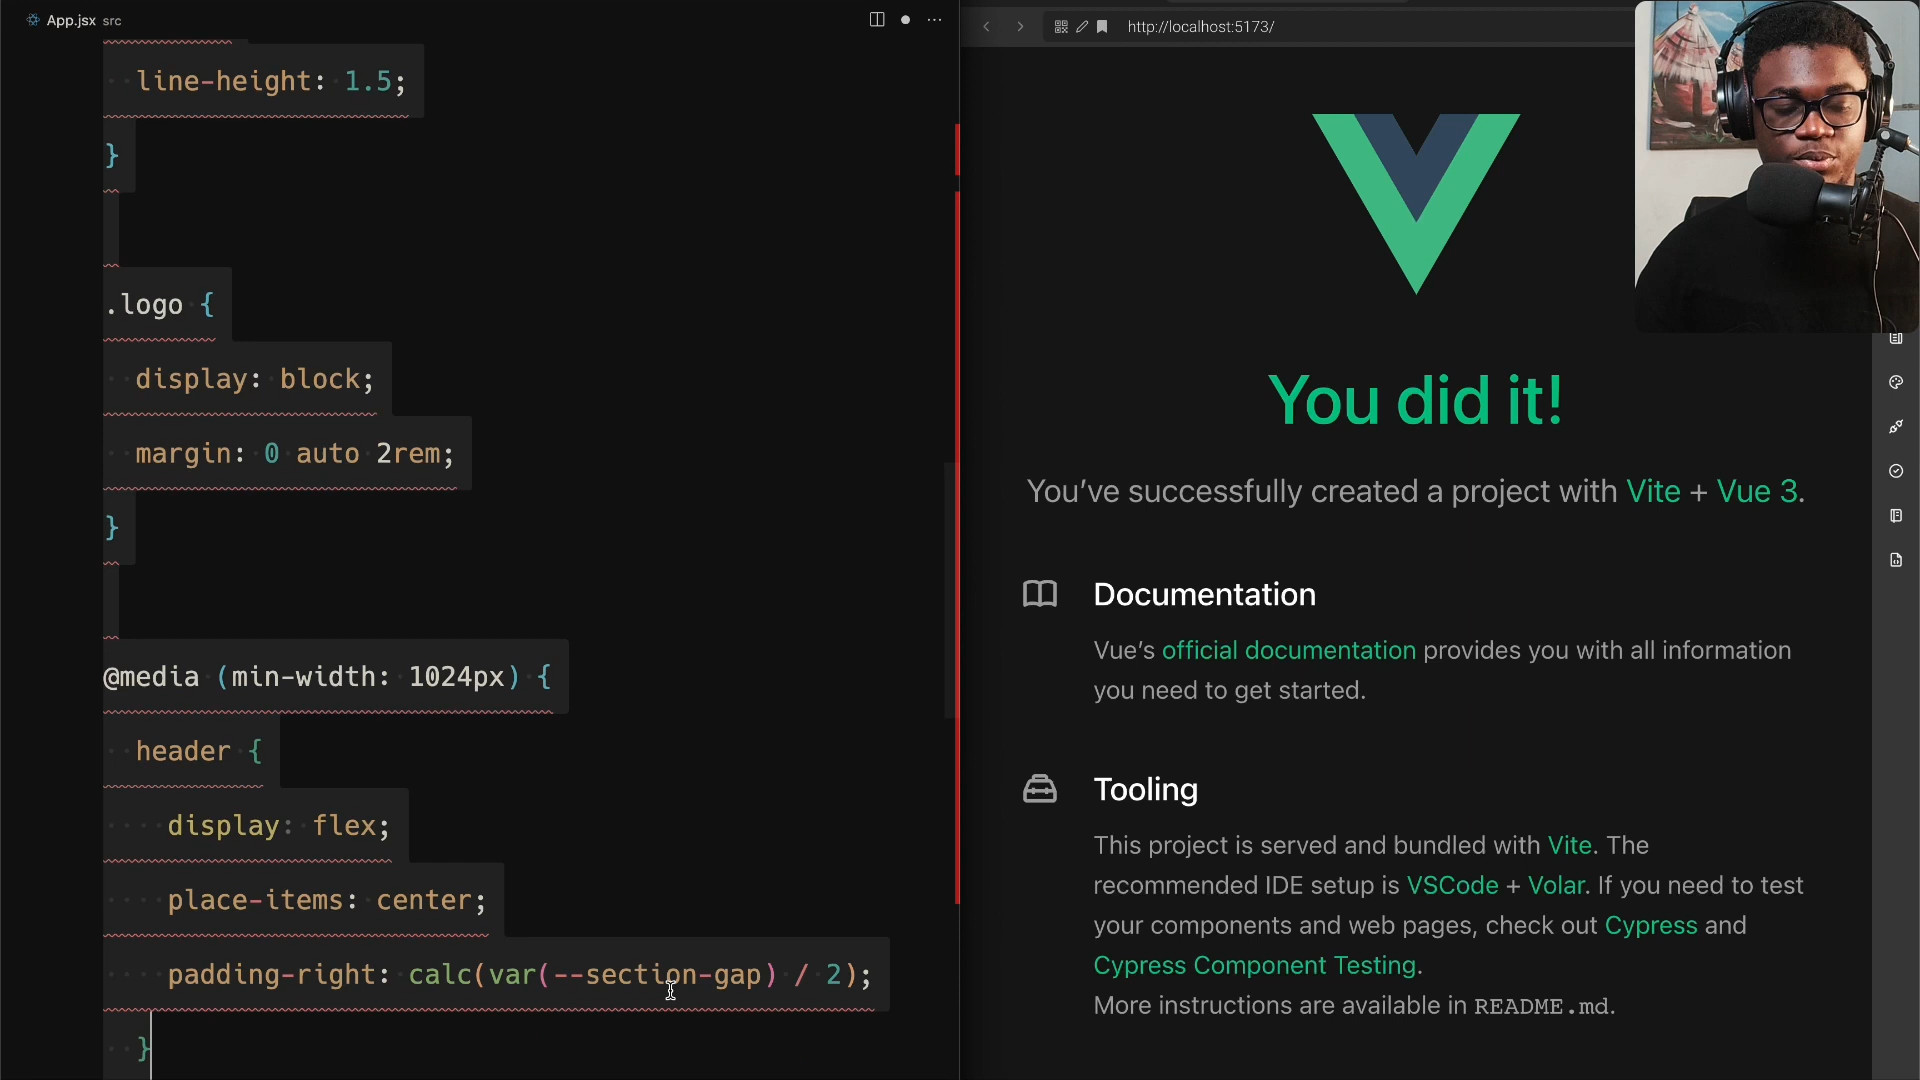 App.jsx src
line-height: 1.5;
}
.logo {
display: block;
margin: 0 auto 2rem;
}
@media (min-width: 1024px) {
header {
display: flex;
place-items: center;
padding-right: calc(var(--section-gap) / 2);
}
http://localhost:5173/
You did it!
You’ve successfully created a project with Vite + Vue 3.
Documentation
Vue’s official documentation provides you with all information
you need to get started.
Tooling
This project is served and bundled with Vite. The
recommended IDE setup is VSCode + Volar. If you need to test
your components and web pages, check out Cypress and
Cypress Component Testing.
More instructions are available in README.md.